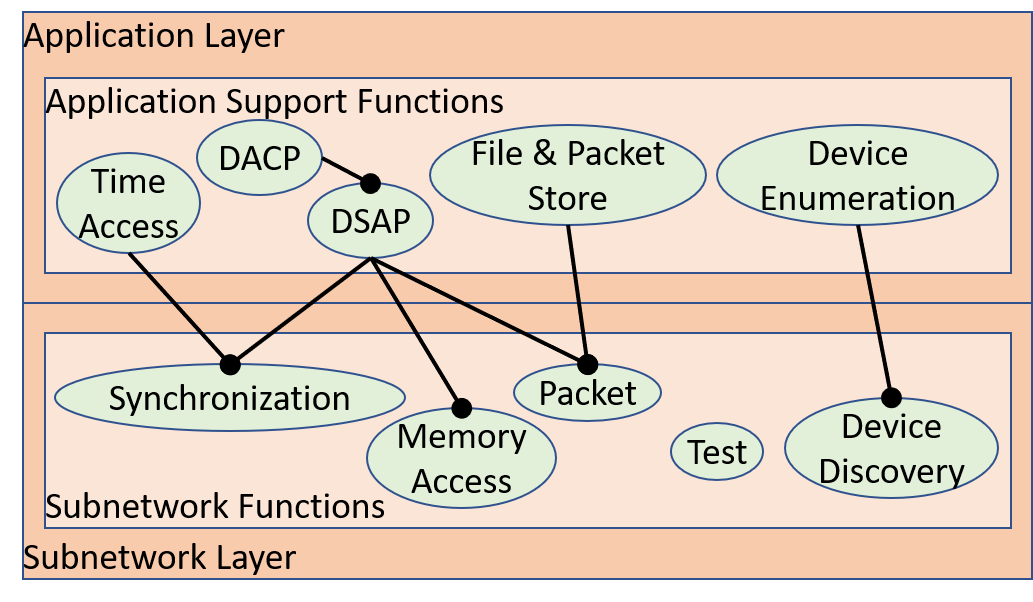 Application Layer
Application Support Functions
DACP
Time
Access
DSAP
File & Packet
Store
Device
Enumeration
Synchronization
Memory
Access
Packet
Test
Device
Discovery
Subnetwork Functions
Subnetwork Layer